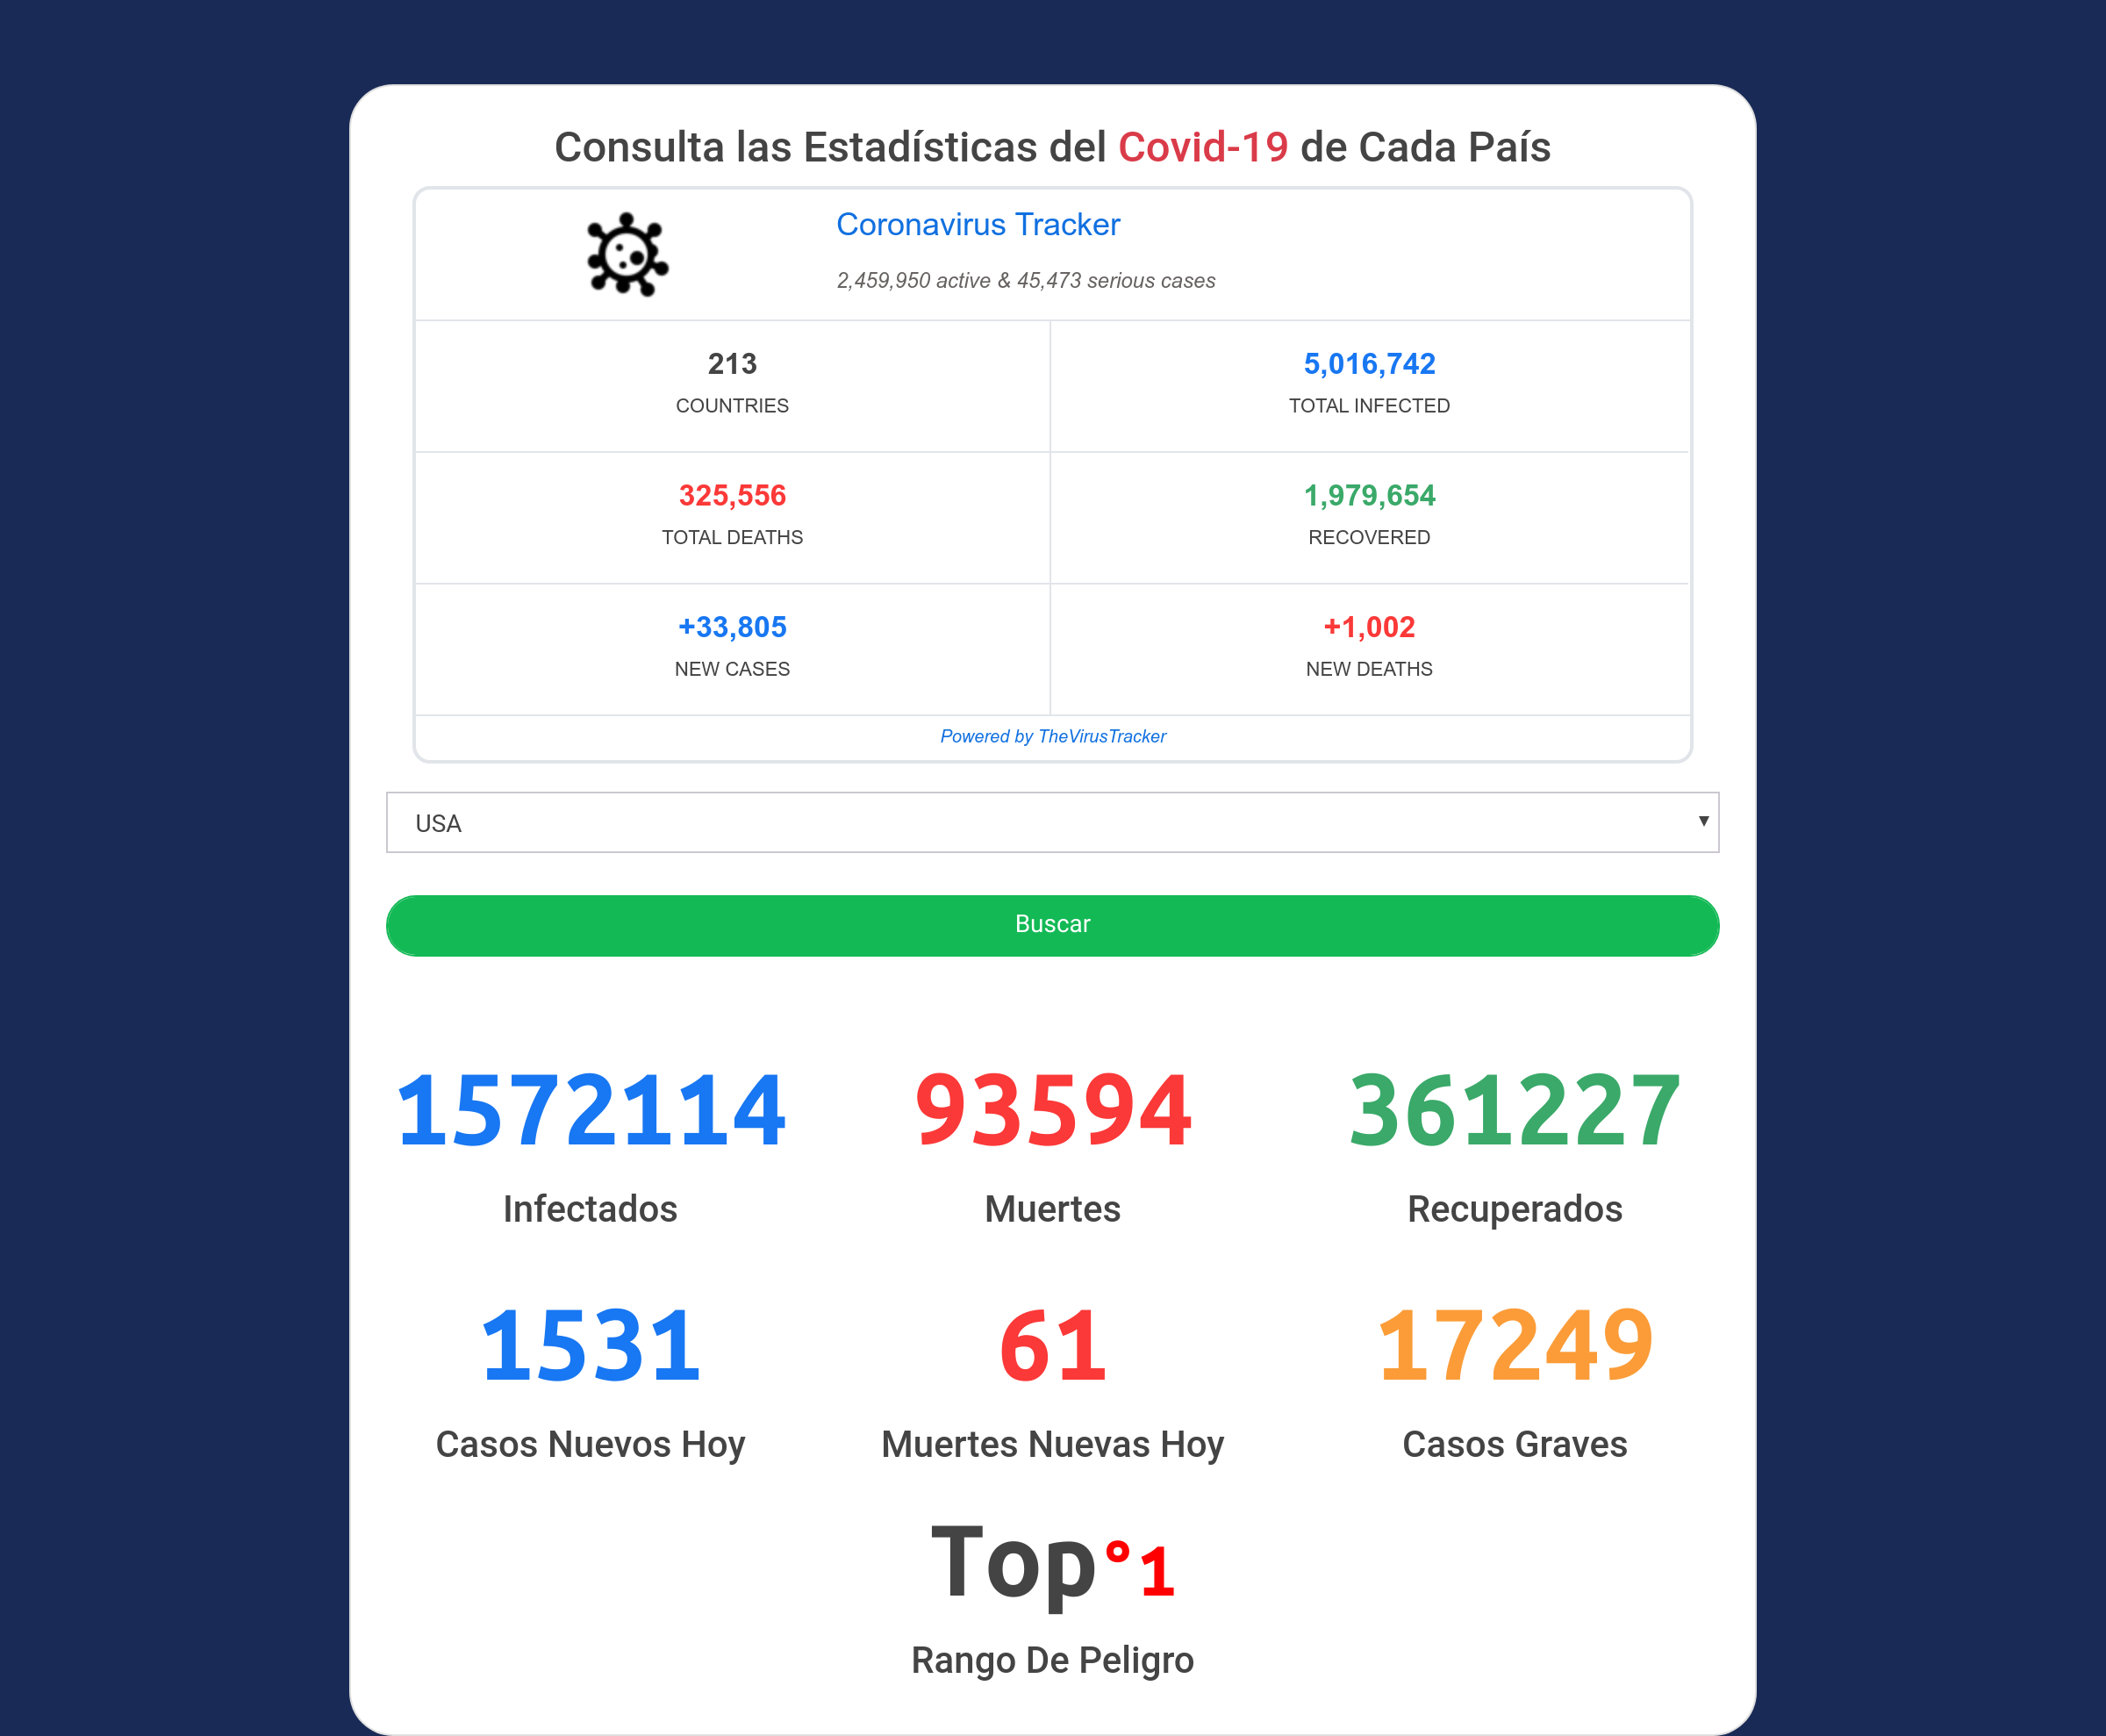 Consulta las Estadísticas del Covid-19 de Cada País
Coronavirus Tracker
2,459,950 active & 45,473 serious cases
213
COUNTRIES
5,016,742
TOTAL INFECTED
325,556
TOTAL DEATHS
1,979,654
RECOVERED
+33,805
NEW CASES
+1,002
NEW DEATHS
Powered by TheVirusTracker
USA
Buscar
1572114
Infectados
93594
Muertes
361227
Recuperados
1531
Casos Nuevos Hoy
61
Muertes Nuevas Hoy
17249
Casos Graves
Top°1
Rango De Peligro